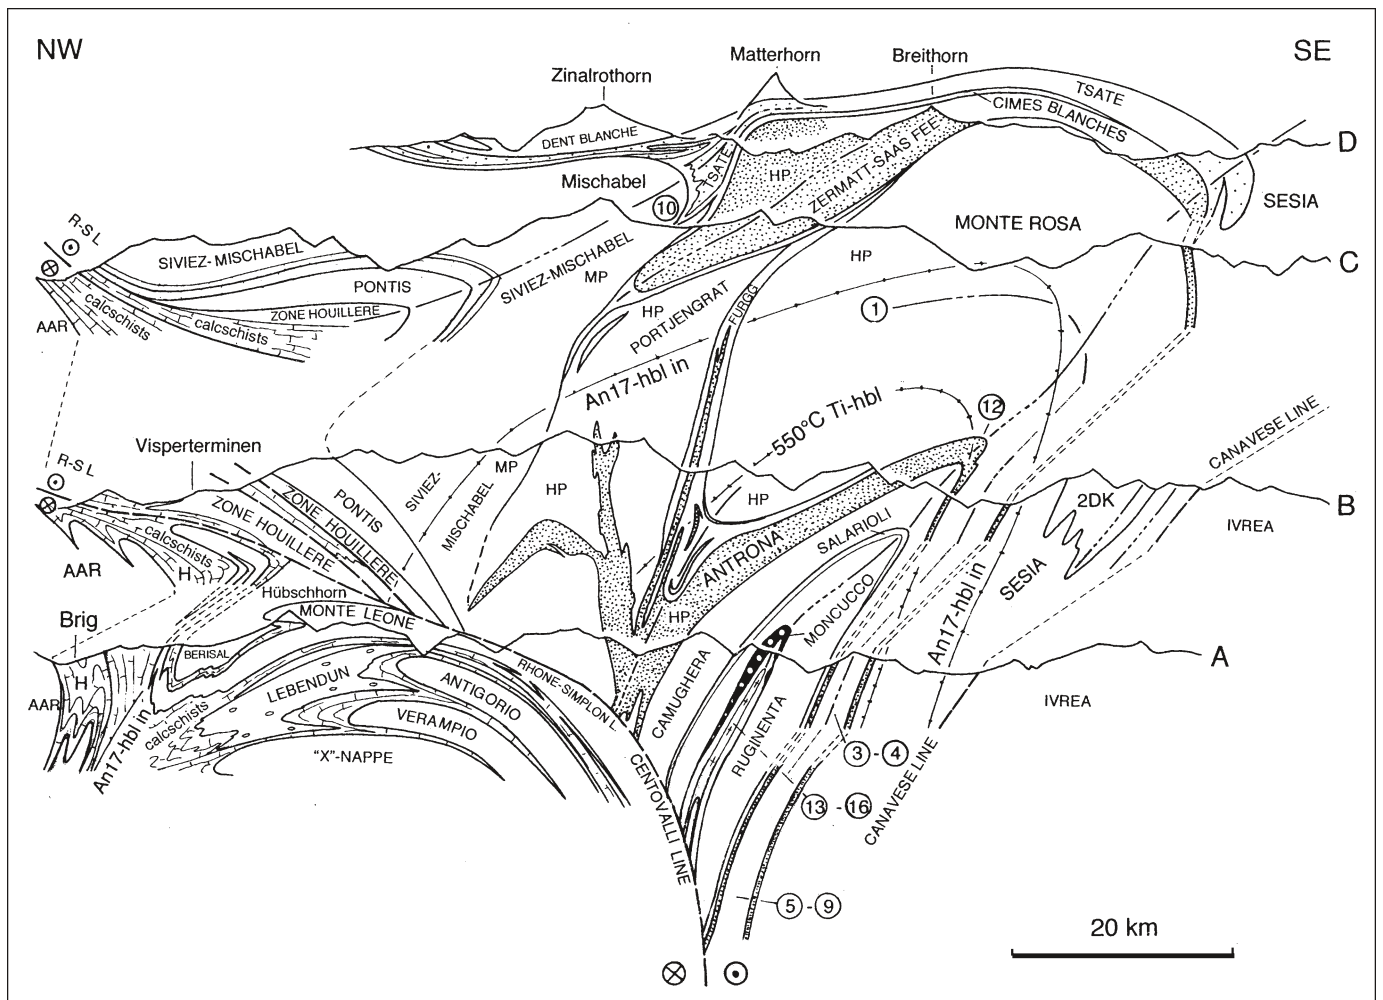 NW
SE
Matterhorn
Breithorn
Zinalrothorn
TSATE
CIMES BLANCHES
DENT BLANCHE
D
TSATE
HP
ZERMATT-SAAS FEE
Mischabel
10
SESIA
R-S L
MONTE ROSA
SIVIEZ-MISCHABEL
SIVIEZ-MISCHABEL
HP
C
MP
PONTIS
calcschists
HP
PORTJENGRAT
FURGG
1
ZONE HOUILLERE
AAR
calcschists
An17-hbl in
550°C Ti-hbl
12
CANAVESE LINE
Visperterminen
R-S L
MP
SIVIEZ-
MISCHABEL
HP
HP
PONTIS
ZONE HOUILLERE
ZONE HOUILLERE
2DK
B
IVREA
calcschists
SALARIOLI
ANTRONA
AAR
H
Hübschhorn
MONTE LEONE
HP
MONCUCCO
An17-hbl in
SESIA
Brig
BERISAL
A
H
LEBENDUN
ANTIGORIO
RHONE-SIMPLON L.
CAMUGHERA
AAR
IVREA
An17-hbl in
calcschists
VERAMPIO
RUGINENTA
"X"-NAPPE
3 - 4
CENTOVALLI LINE
13 - 16
CANAVESE LINE
5 - 9
20 km